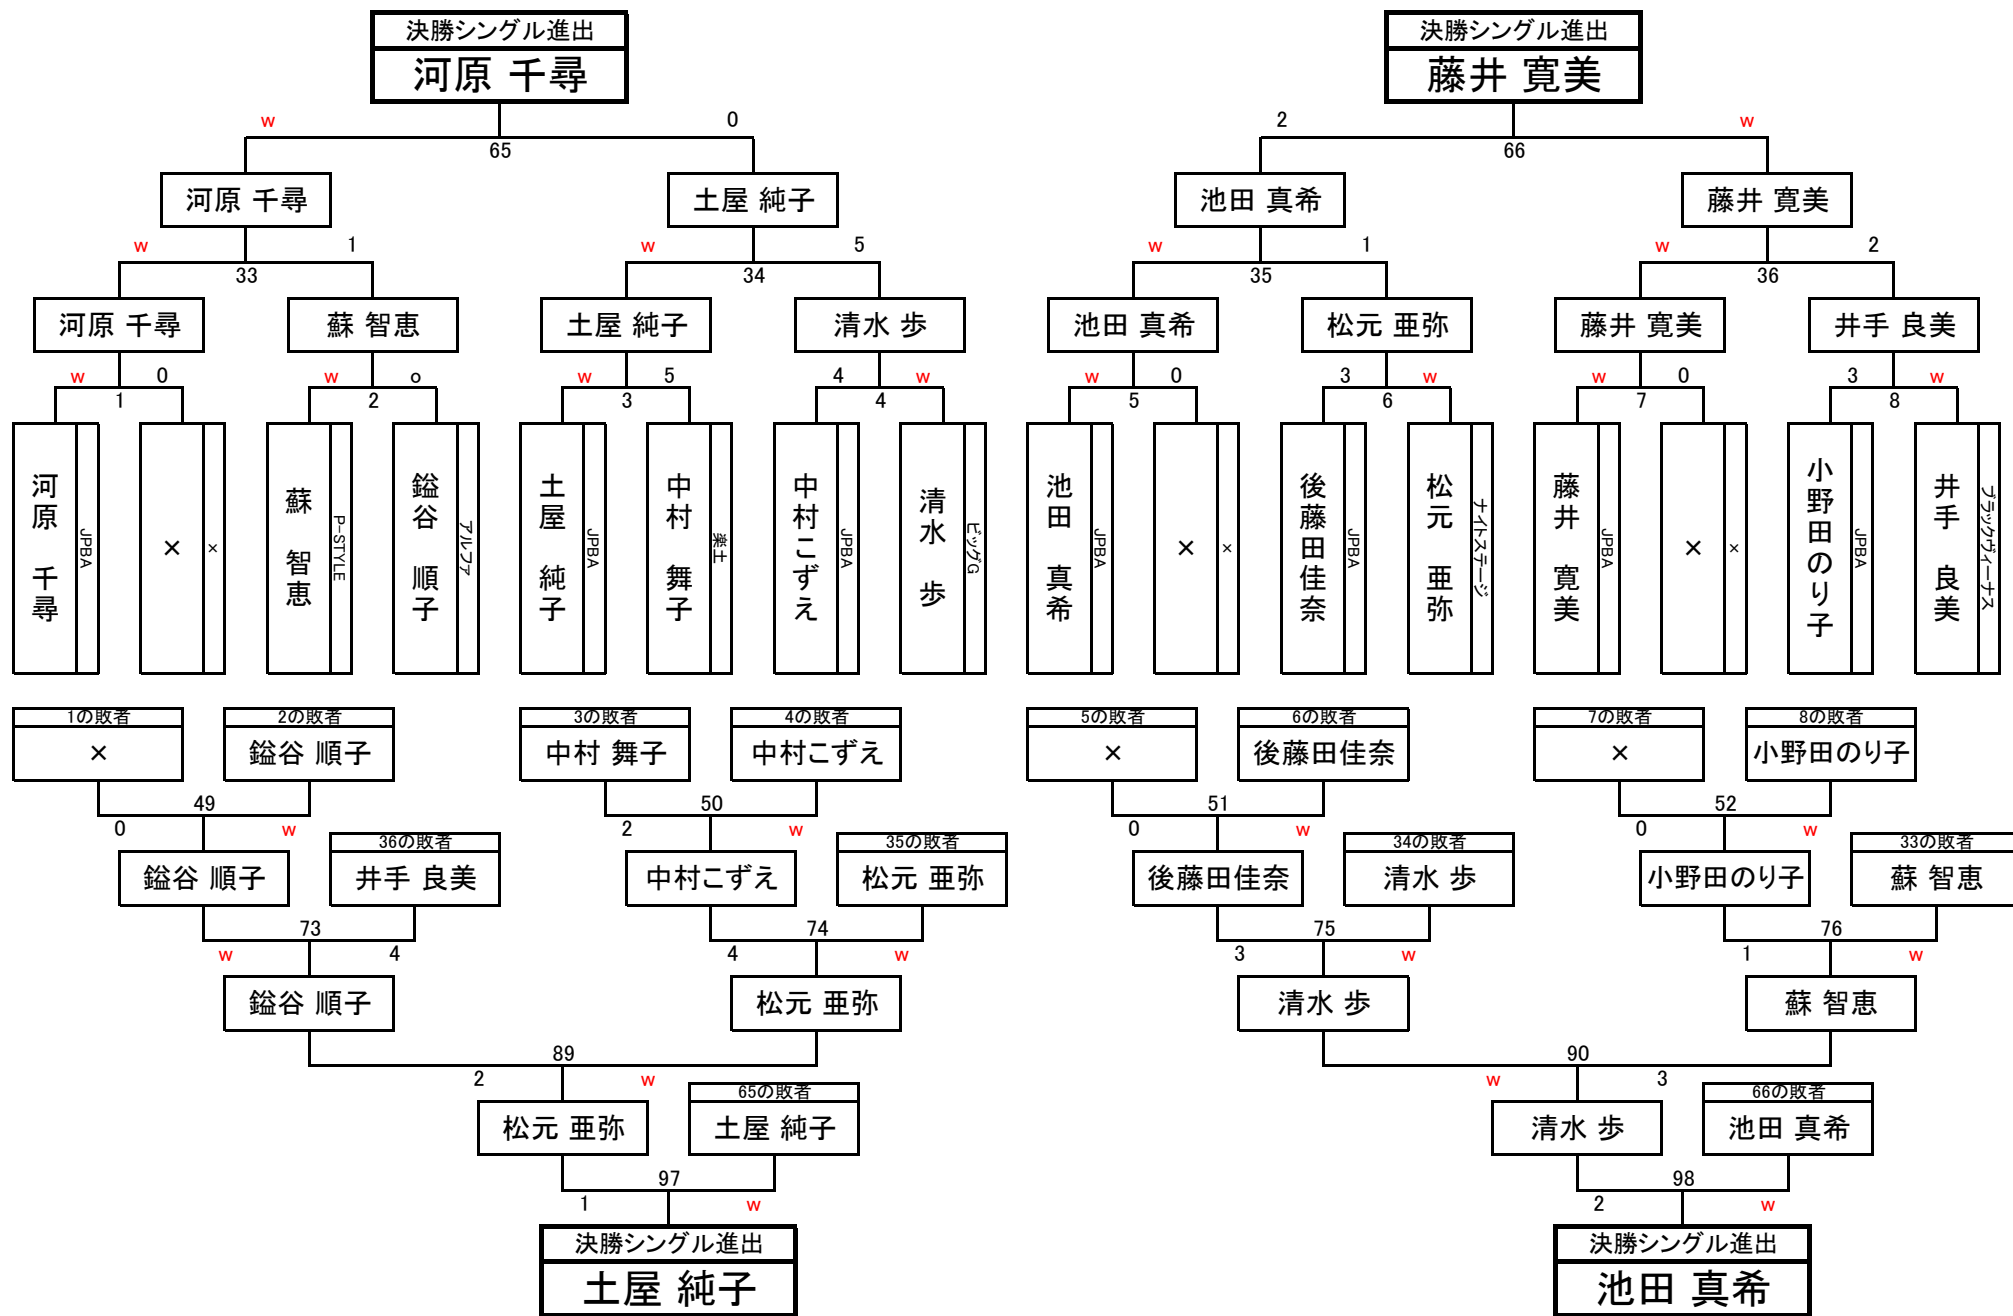 決勝シングル進出 決勝シングル進出
河原 千尋 藤井 寛美
w 0 2 w
65 66
河原 千尋 土屋 純子 池田 真希 藤井 寛美
w 1 w 5 w 1 w 2
33 34 35 36
河原 千尋 蘇 智恵 土屋 純子 清水 歩 池田 真希 松元 亜弥 藤井 寛美 井手 良美
w 0 w o w 5 4 w w 0 3 w w 0 3 w
1 2 3 4 5 6 7 8
河原 千尋 JPBA
× ×
蘇 智恵 P-STYLE
鎰谷 順子 アルファ
土屋 純子 JPBA
中村 舞子 楽土
中村こずえ JPBA
清水 歩 ビッグG
池田 真希 JPBA
× ×
後藤田佳奈 JPBA
松元 亜弥 ナイトステージ
藤井 寛美 JPBA
× ×
小野田のり子 JPBA
井手 良美 ブラックヴィーナス
1の敗者 2の敗者 3の敗者 4の敗者 5の敗者 6の敗者 7の敗者 8の敗者
× 鎰谷 順子 中村 舞子 中村こずえ × 後藤田佳奈 × 小野田のり子
49 50 51 52
0 w 2 w 0 w 0 w
36の敗者 35の敗者 34の敗者 33の敗者
鎰谷 順子 井手 良美 中村こずえ 松元 亜弥 後藤田佳奈 清水 歩 小野田のり子 蘇 智恵
73 74 75 76
w 4 4 w 3 w 1 w
鎰谷 順子 松元 亜弥 清水 歩 蘇 智恵
89 90
2 w w 3
65の敗者 66の敗者
松元 亜弥 土屋 純子 清水 歩 池田 真希
97 98
1 w 2 w
決勝シングル進出 決勝シングル進出
土屋 純子 池田 真希